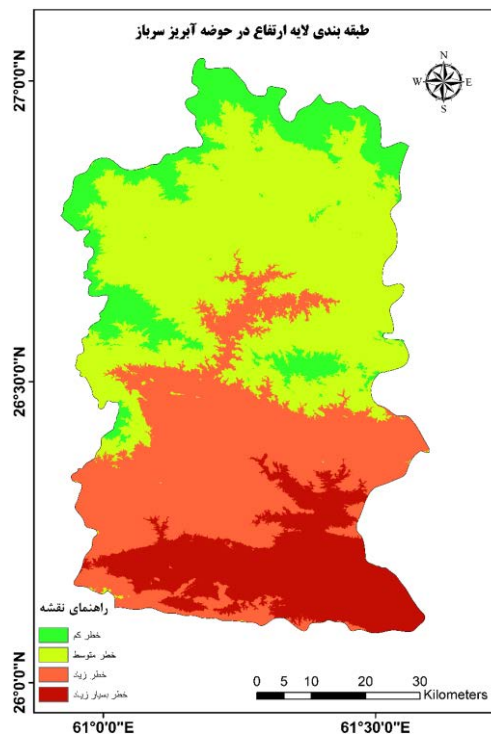 طبقه بندی لایه ارتفاع در حوضه آبریز سرباز
N
W E
S
27°0'0"N
26°30'0"N
26°0'0"N
راهنمای نقشه
خطر کم
خطر متوسط
خطر زیاد
خطر بسیار زیاد
0 5 10 20 30
Kilometers
61°0'0"E 61°30'0"E